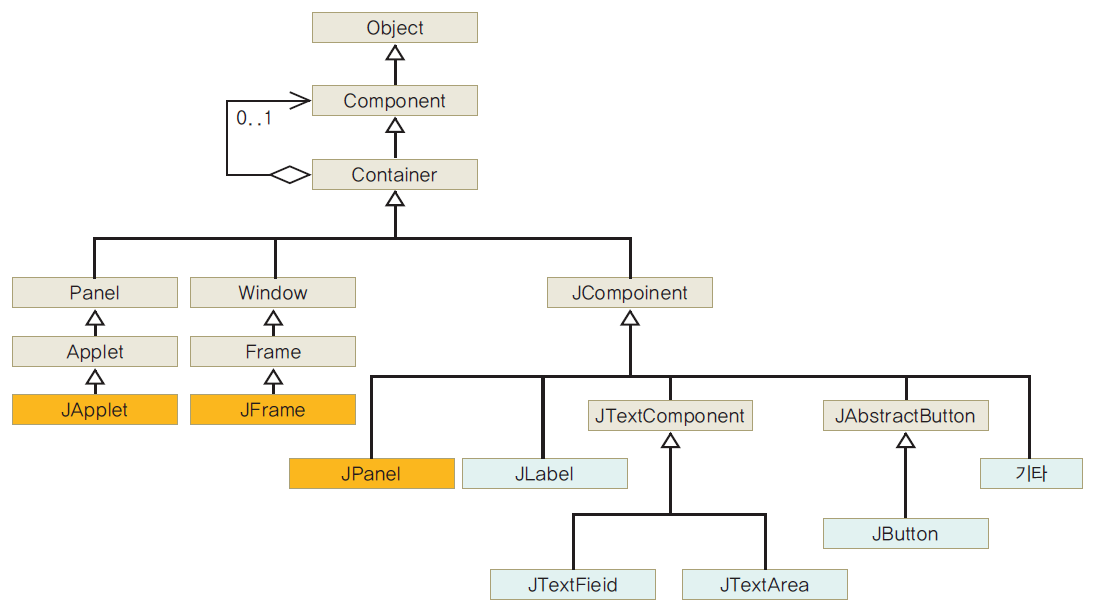 Object
Component
0..1
Container
Panel
Window
JCompoinent
Applet
Frame
JApplet
JFrame
JTextComponent
JAbstractButton
JPanel
JLabel
기타
JButton
JTextFieid
JTextArea